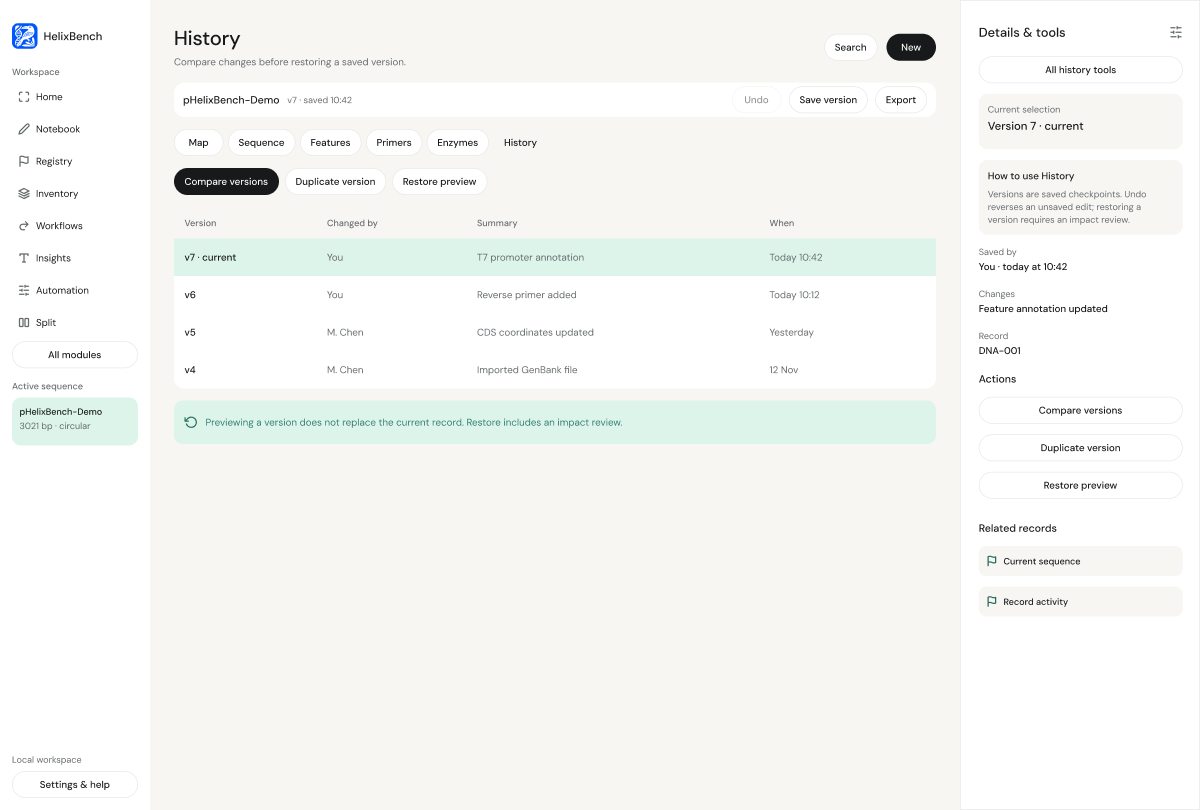 HelixBench
Workspace
Home
Notebook
Registry
Inventory
Workflows
Insights
Automation
Split
All modules
Active sequence
pHelixBench-Demo
3021 bp · circular
Local workspace
Settings & help
History
Compare changes before restoring a saved version.
Search
New
pHelixBench-Demo v7 · saved 10:42
Undo
Save version
Export
Map
Sequence
Features
Primers
Enzymes
History
Compare versions
Duplicate version
Restore preview
Version Changed by Summary When
v7 · current You T7 promoter annotation Today 10:42
v6 You Reverse primer added Today 10:12
v5 M. Chen CDS coordinates updated Yesterday
v4 M. Chen Imported GenBank file 12 Nov
Previewing a version does not replace the current record. Restore includes an impact review.
Details & tools
All history tools
Current selection
Version 7 · current
How to use History
Versions are saved checkpoints. Undo
reverses an unsaved edit; restoring a
version requires an impact review.
Saved by
You · today at 10:42
Changes
Feature annotation updated
Record
DNA-001
Actions
Compare versions
Duplicate version
Restore preview
Related records
Current sequence
Record activity